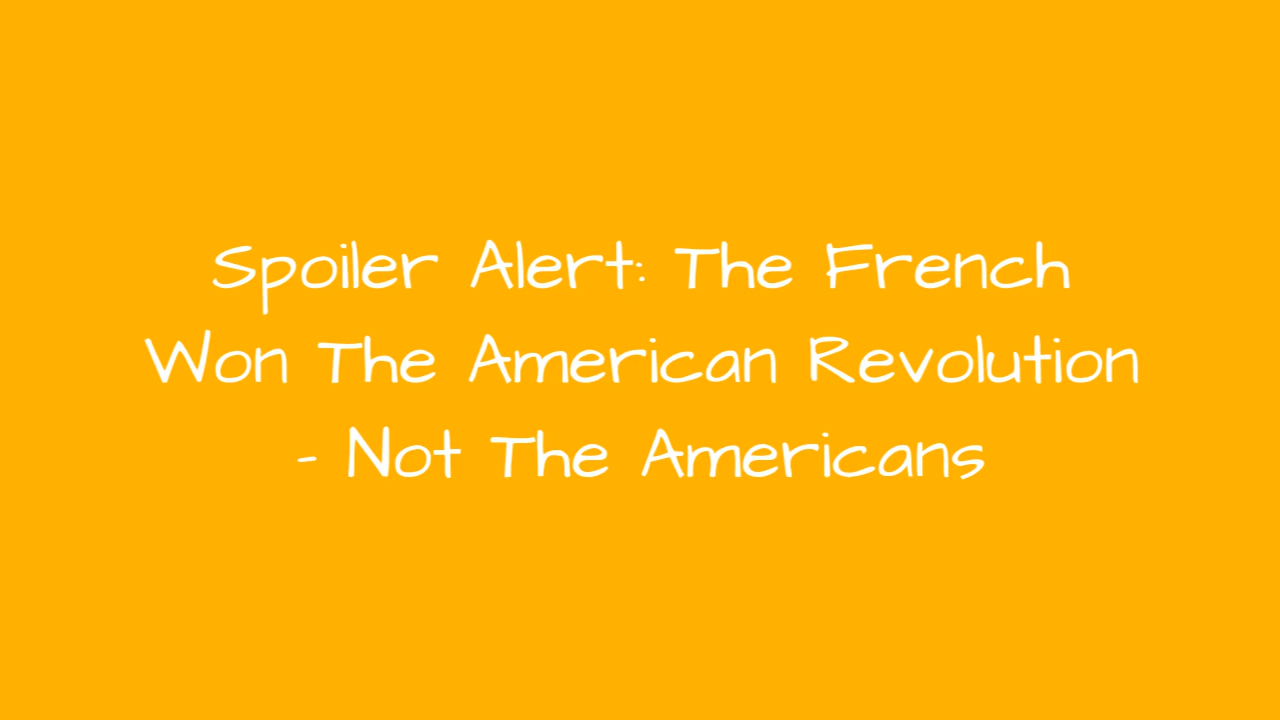 Spoiler Alert: The French
Won The American Revolution
- Not The Americans